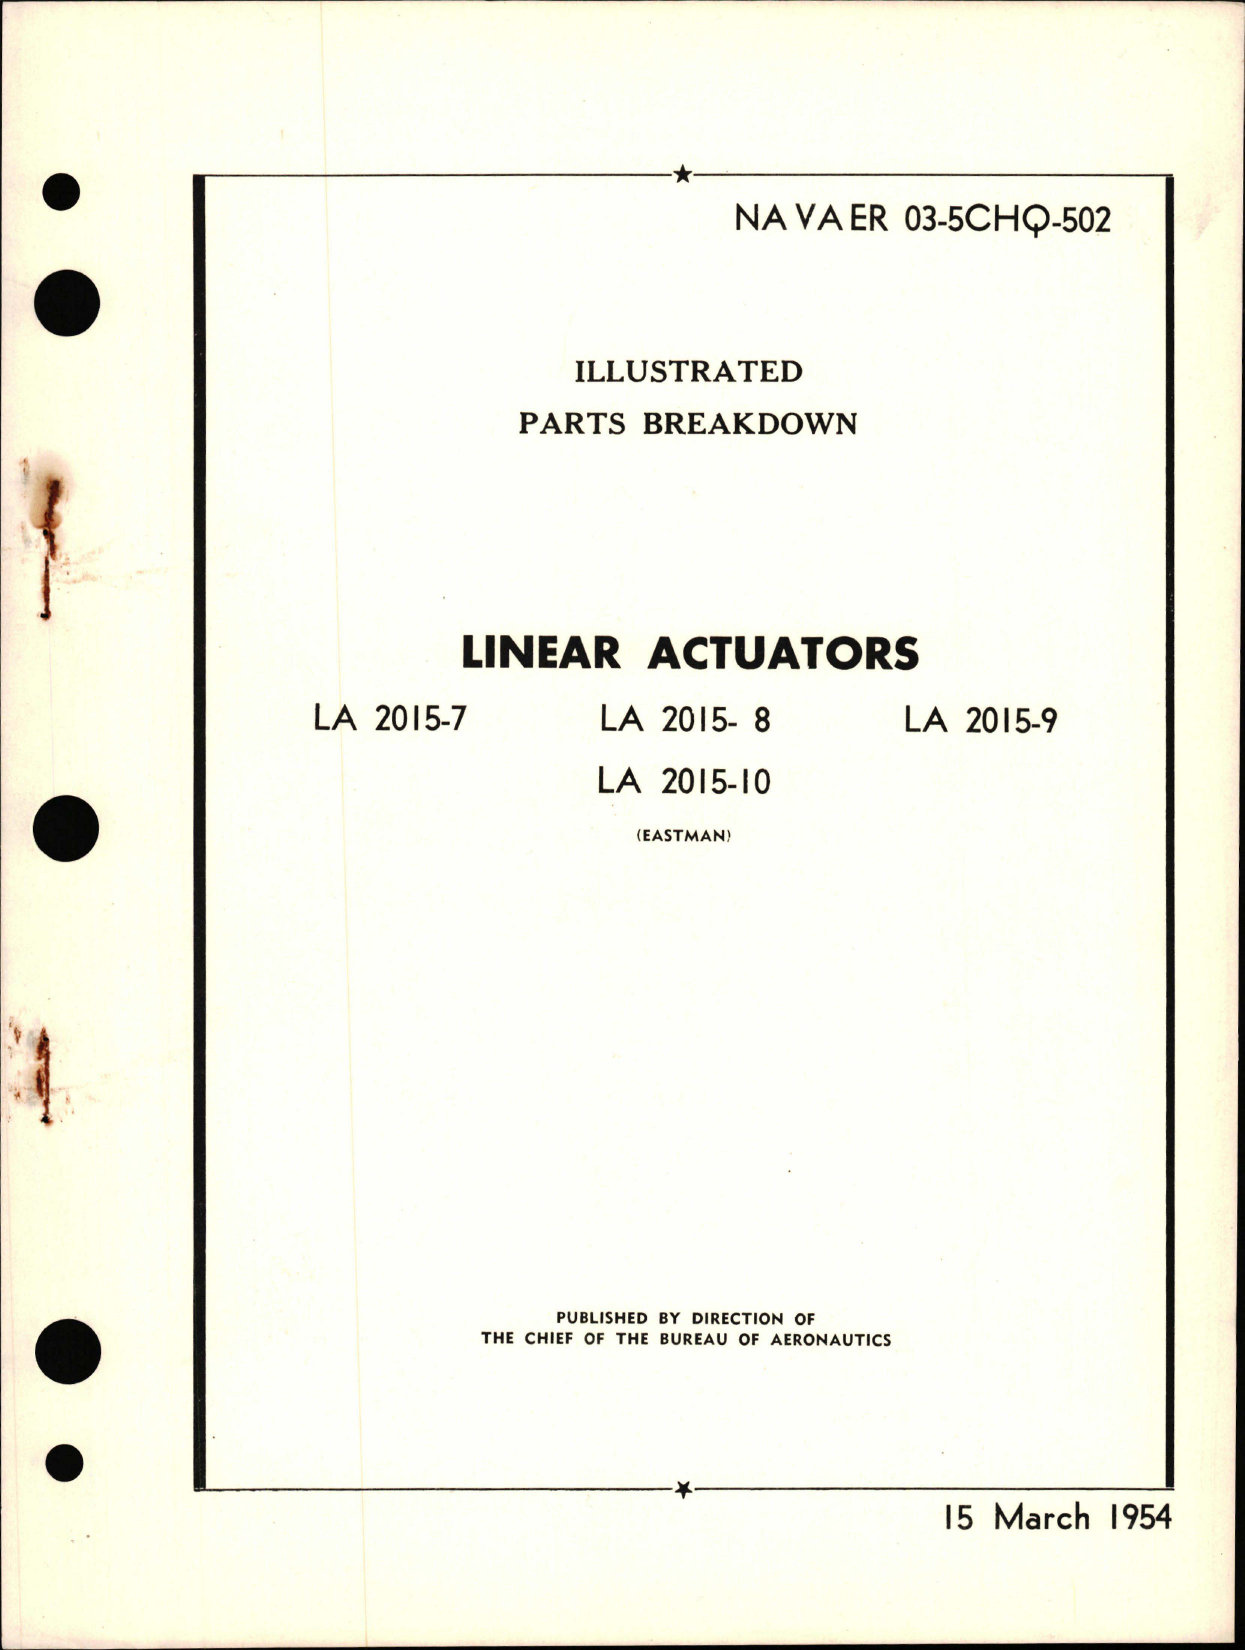 NAVAER 03-5CHQ-502
ILLUSTRATED
PARTS BREAKDOWN
LINEAR ACTUATORS
LA 2015-7 LA 2015- 8 LA 2015-9
LA 2015-10
(EASTMAN)
PUBLISHED BY DIRECTION OF
THE CHIEF OF THE BUREAU OF AERONAUTICS
15 March 1954